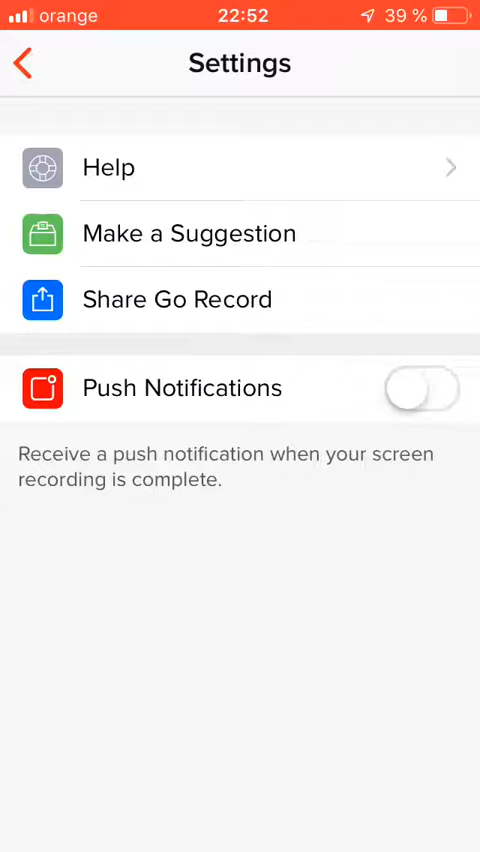 orange 22:52 39 %
Settings
Help
Make a Suggestion
Share Go Record
Push Notifications
Receive a push notification when your screen
recording is complete.